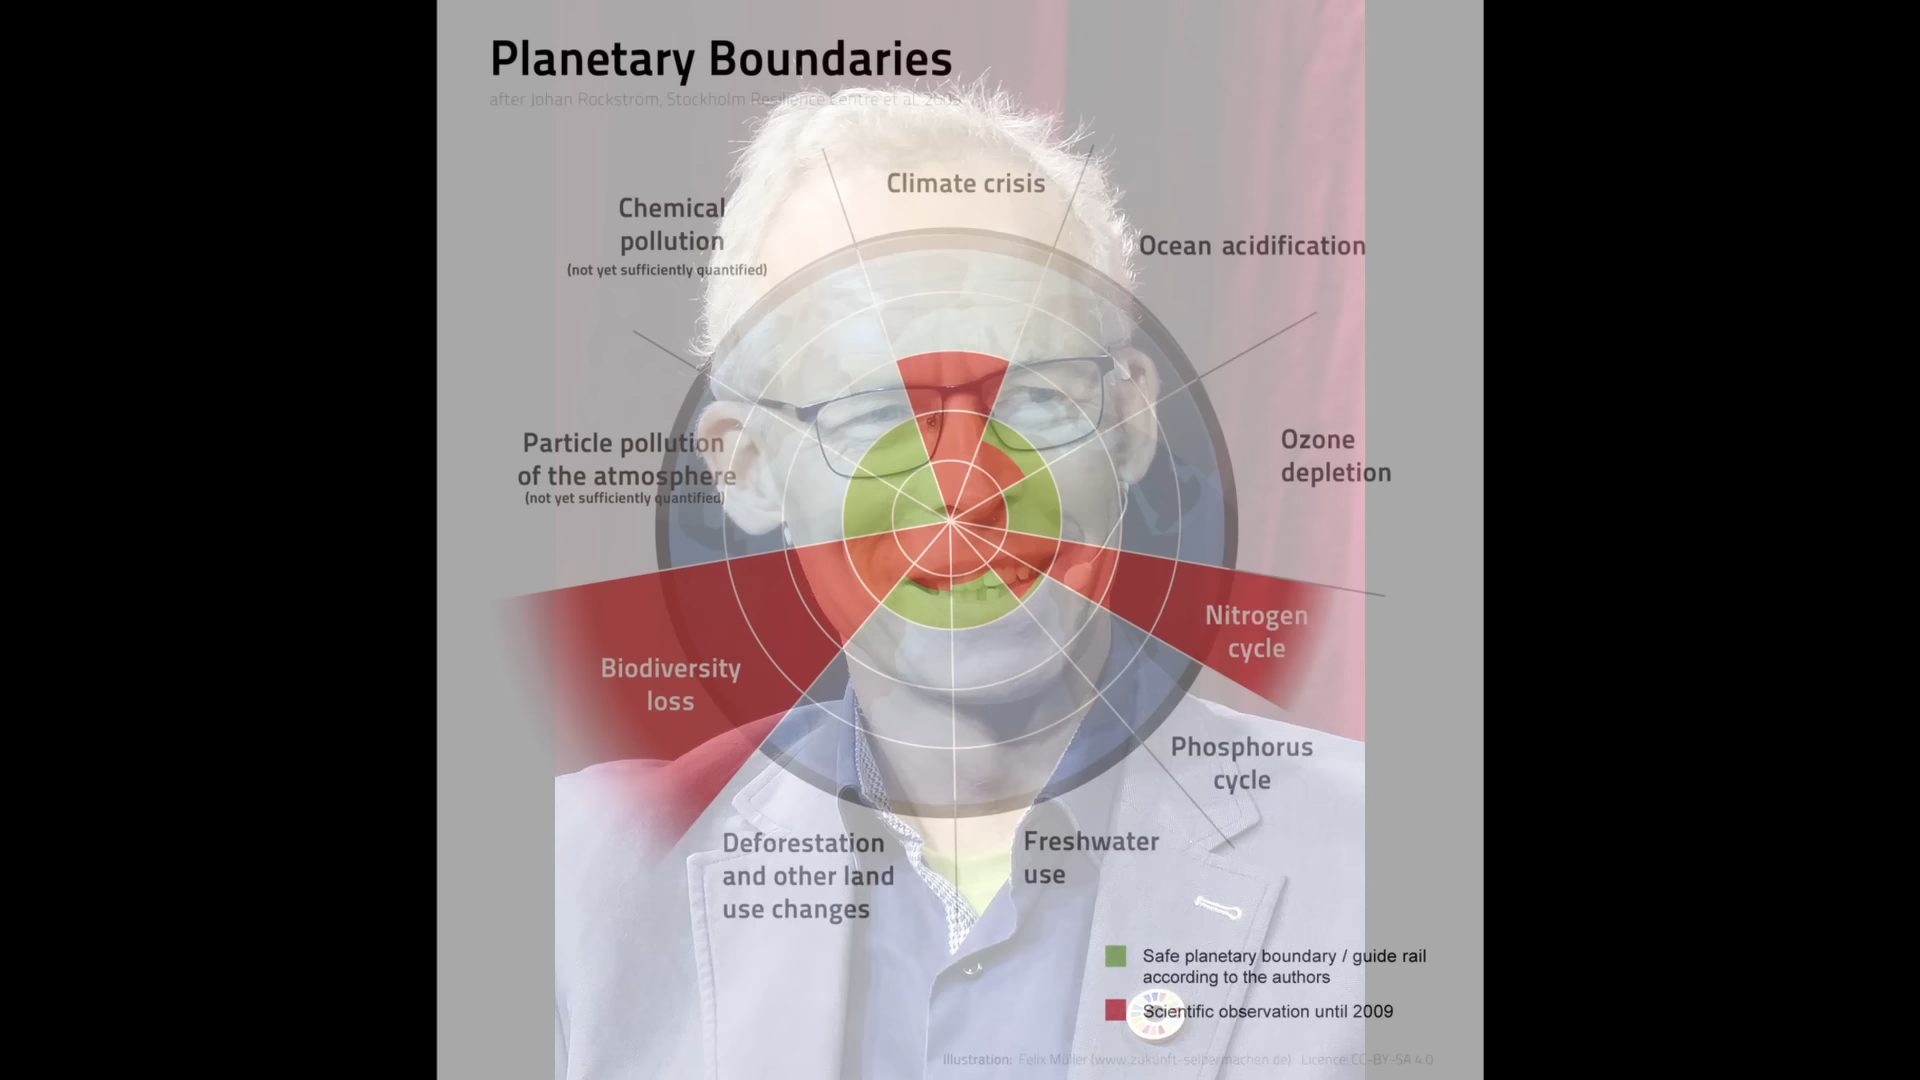 Planetary Boundaries
after Johan Rockstrom, Stockholm Resilience Centre et al. 2009
Climate crisis
Chemical
pollution
(not yet sufficiently quantified)
Ocean acidification
Particle pollution
of the atmosphere
(not yet sufficiently quantified)
Ozone
depletion
Nitrogen
cycle
Biodiversity
loss
Phosphorus
cycle
Deforestation
and other land
use changes
Freshwater
use
Safe planetary boundary / guide rail
according to the authors
Scientific observation until 2009
Illustration: Felix Müller (www.zukunft-selbermachen.de) Licence CC-BY-SA 4.0